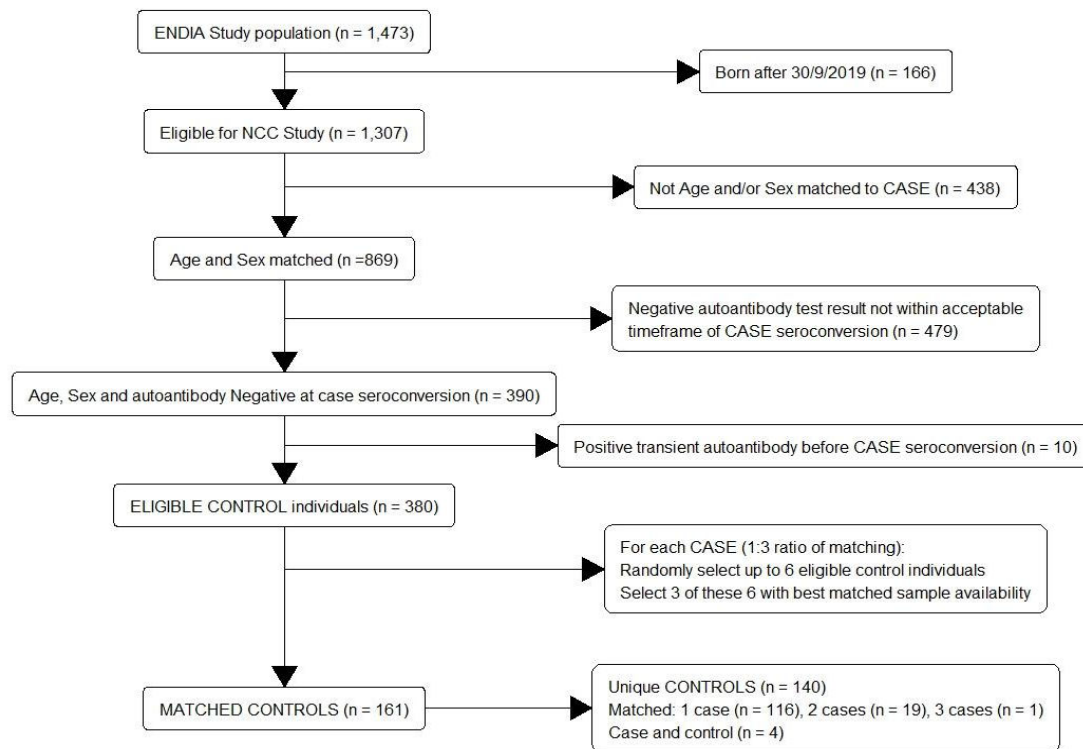 ENDIA Study population (n = 1,473)
Born after 30/9/2019 (n = 166)
Eligible for NCC Study (n = 1,307)
Not Age and/or Sex matched to CASE (n = 438)
Age and Sex matched (n =869)
Negative autoantibody test result not within acceptable
timeframe of CASE seroconversion (n = 479)
Age, Sex and autoantibody Negative at case seroconversion (n = 390)
Positive transient autoantibody before CASE seroconversion (n = 10)
ELIGIBLE CONTROL individuals (n = 380)
For each CASE (1:3 ratio of matching):
Randomly select up to 6 eligible control individuals
Select 3 of these 6 with best matched sample availability
MATCHED CONTROLS (n = 161)
Unique CONTROLS (n = 140)
Matched: 1 case (n = 116), 2 cases (n = 19), 3 cases (n = 1)
Case and control (n = 4)